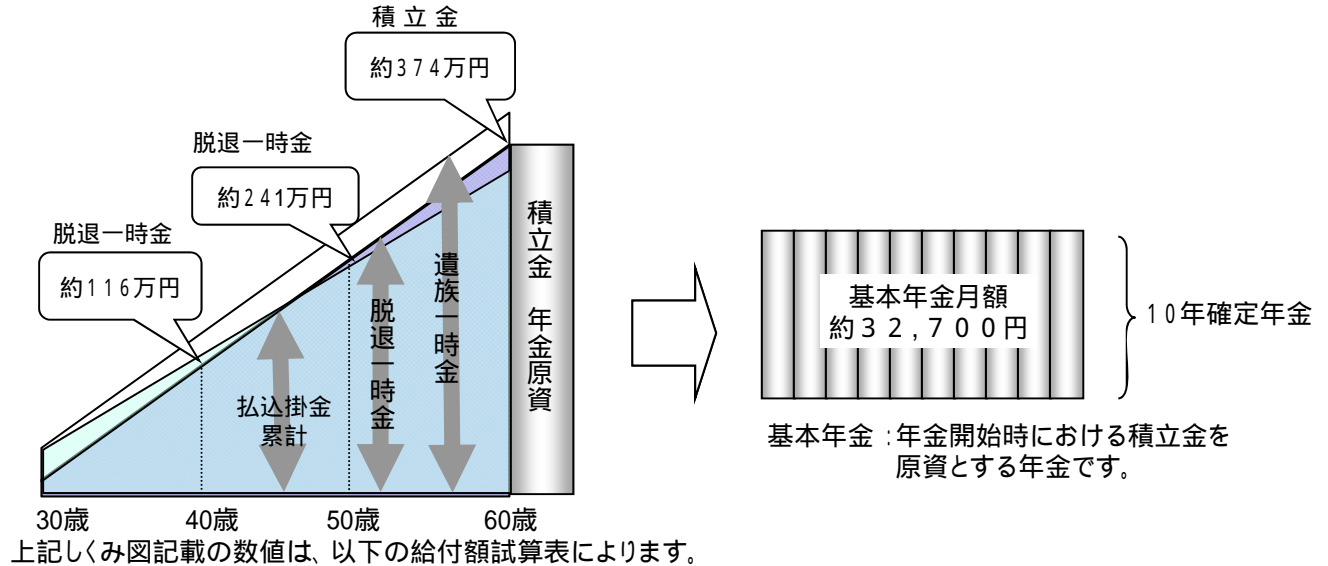 積立金
約374万円
脱退一時金
約241万円
脱退一時金
約116万円
払込掛金
累計
脱退一時金
遺族一時金
積立金 年金原資
30歳 40歳 50歳 60歳
基本年金月額
約32,700円
10年確定年金
基本年金:年金開始時における積立金を
原資とする年金です。
上記しくみ図記載の数値は、以下の給付額試算表によります。